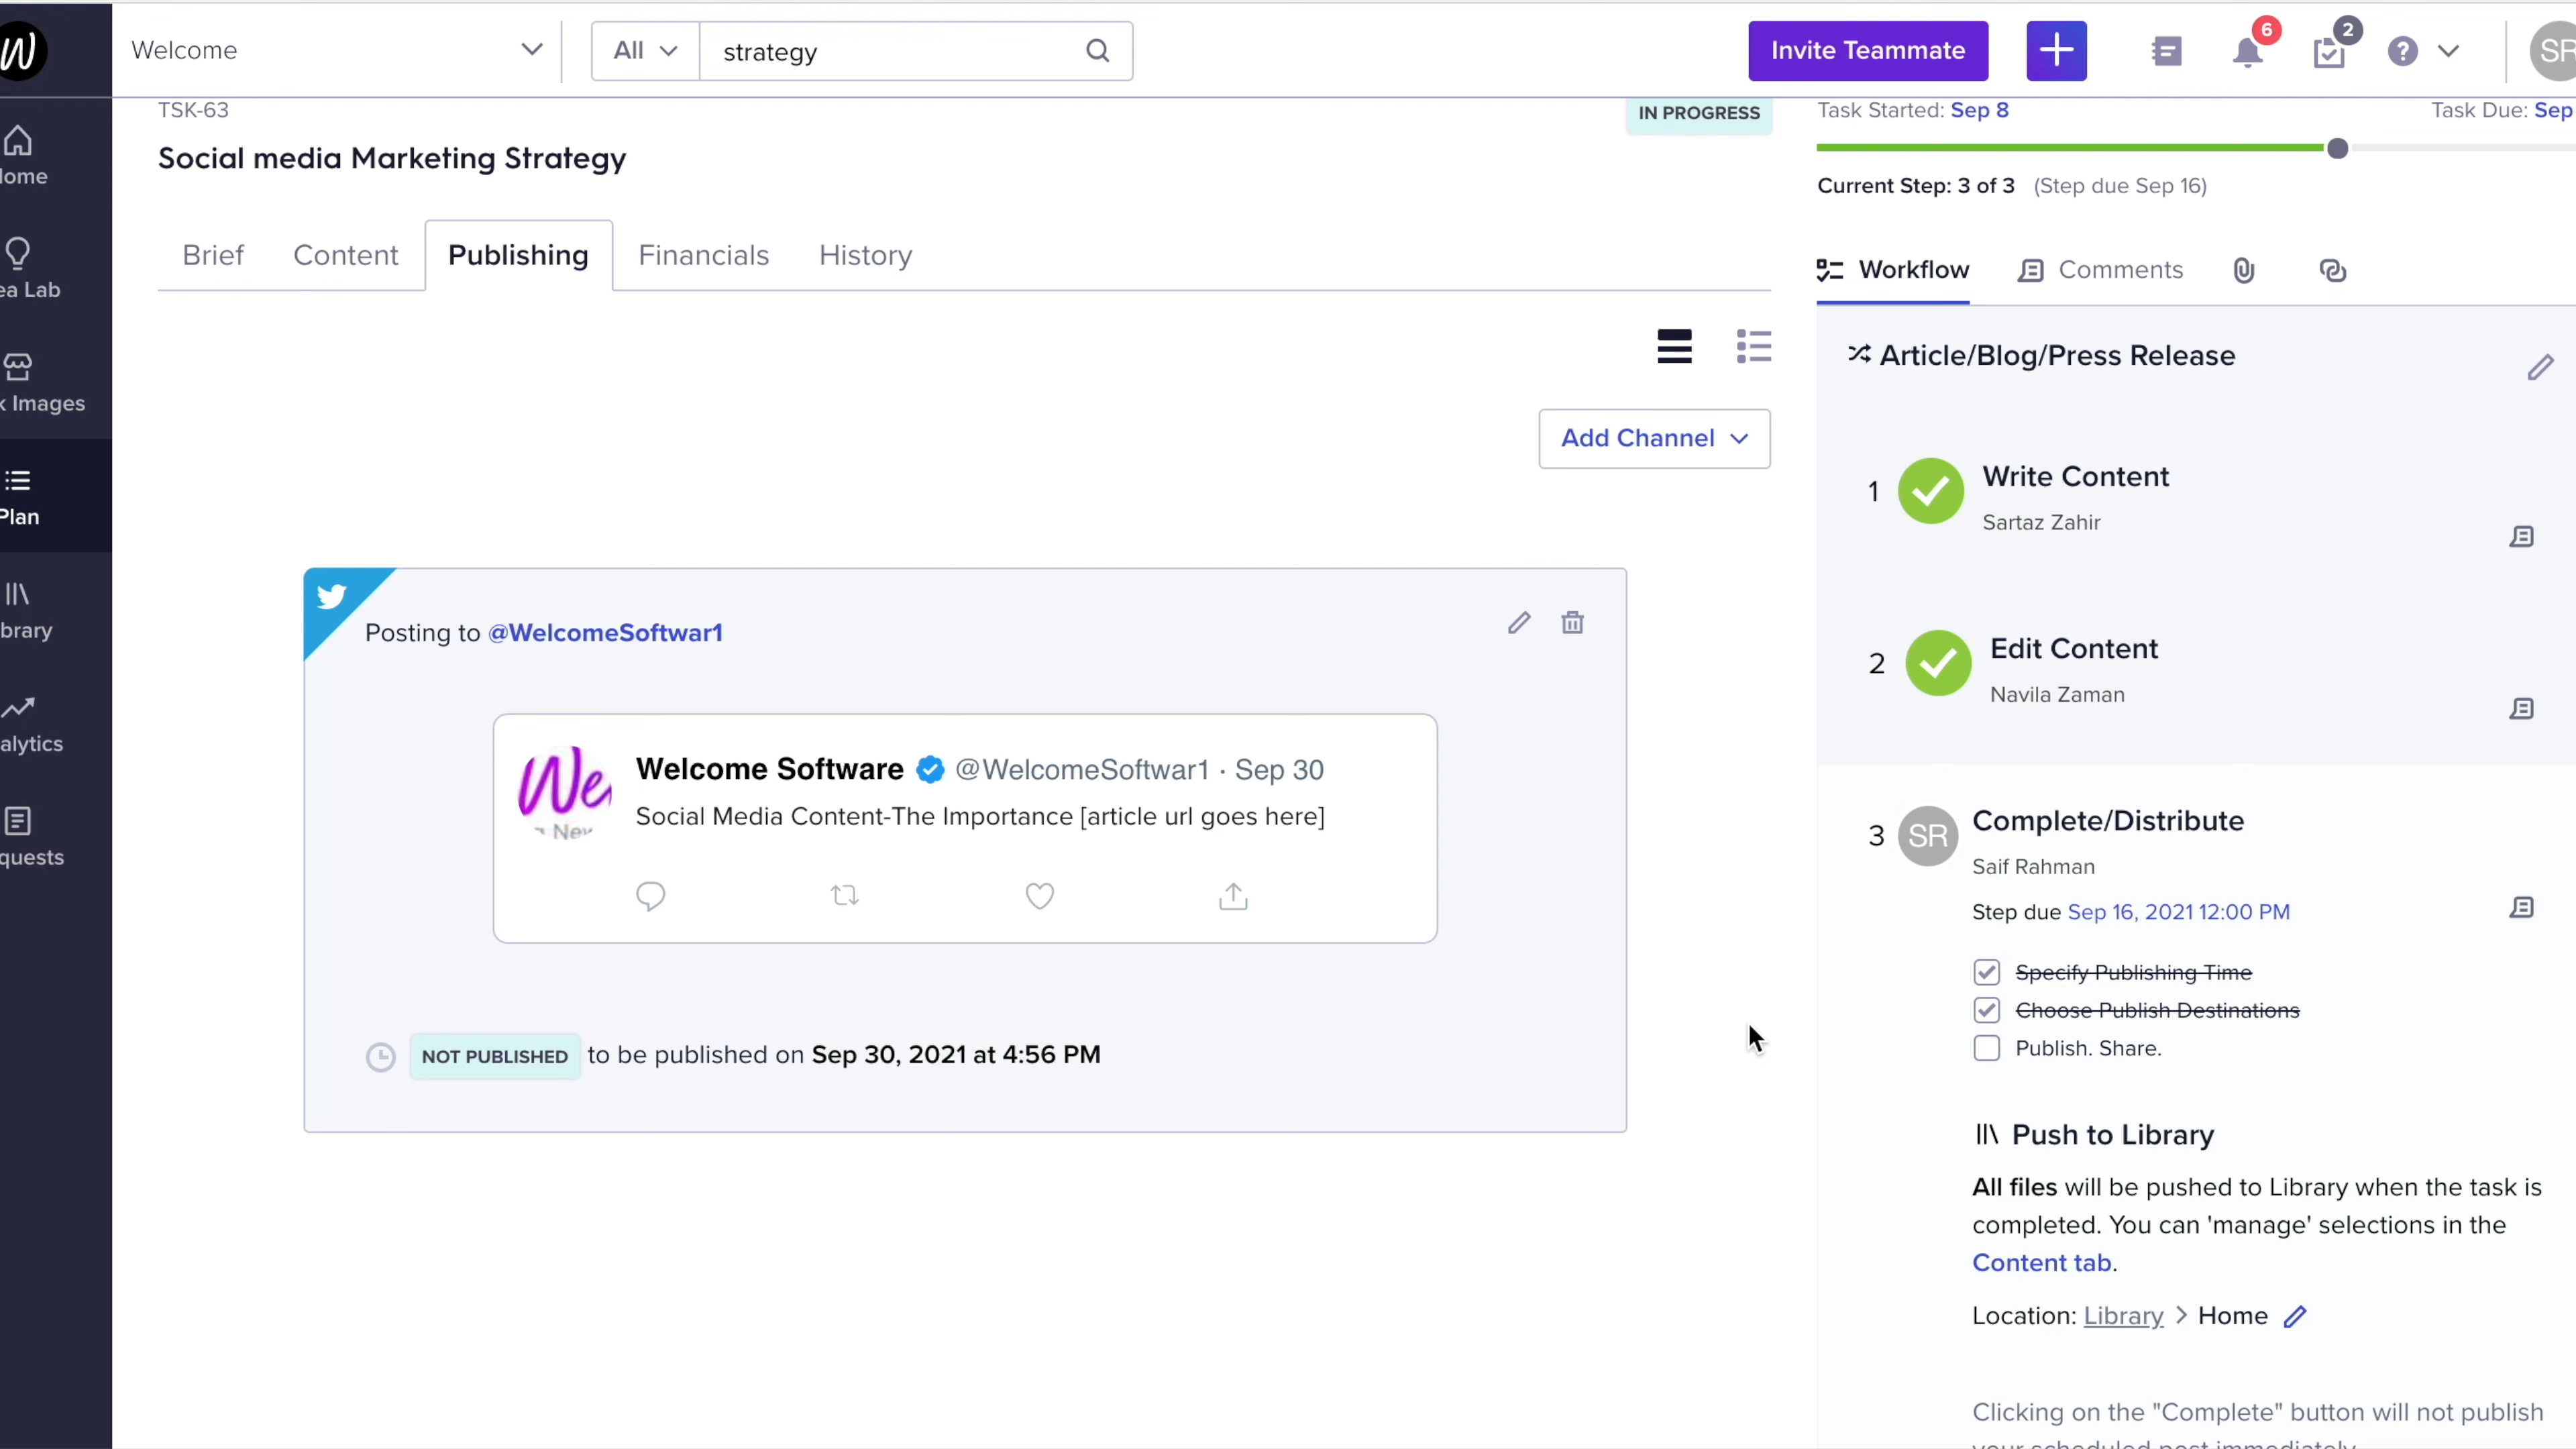 W
Welcome
All
strategy
Invite Teammate
6
2
SR
TSK-63
IN PROGRESS
Social media Marketing Strategy
Task Started: Sep 8
Task Due: Sep
Current Step: 3 of 3 (Step due Sep 16)
Brief
Content
Publishing
Financials
History
Workflow
Comments
ome
ea Lab
k Images
Plan
brary
alytics
quests
Add Channel
Posting to @WelcomeSoftwar1
We
Nev
Welcome Software @WelcomeSoftwar1 · Sep 30
Social Media Content-The Importance [article url goes here]
NOT PUBLISHED to be published on Sep 30, 2021 at 4:56 PM
Article/Blog/Press Release
1
Write Content
Sartaz Zahir
2
Edit Content
Navila Zaman
3
SR
Complete/Distribute
Saif Rahman
Step due Sep 16, 2021 12:00 PM
Specify Publishing Time
Choose Publish Destinations
Publish. Share.
Push to Library
All files will be pushed to Library when the task is
completed. You can 'manage' selections in the
Content tab.
Location: Library > Home
Clicking on the "Complete" button will not publish
your scheduled post immediately